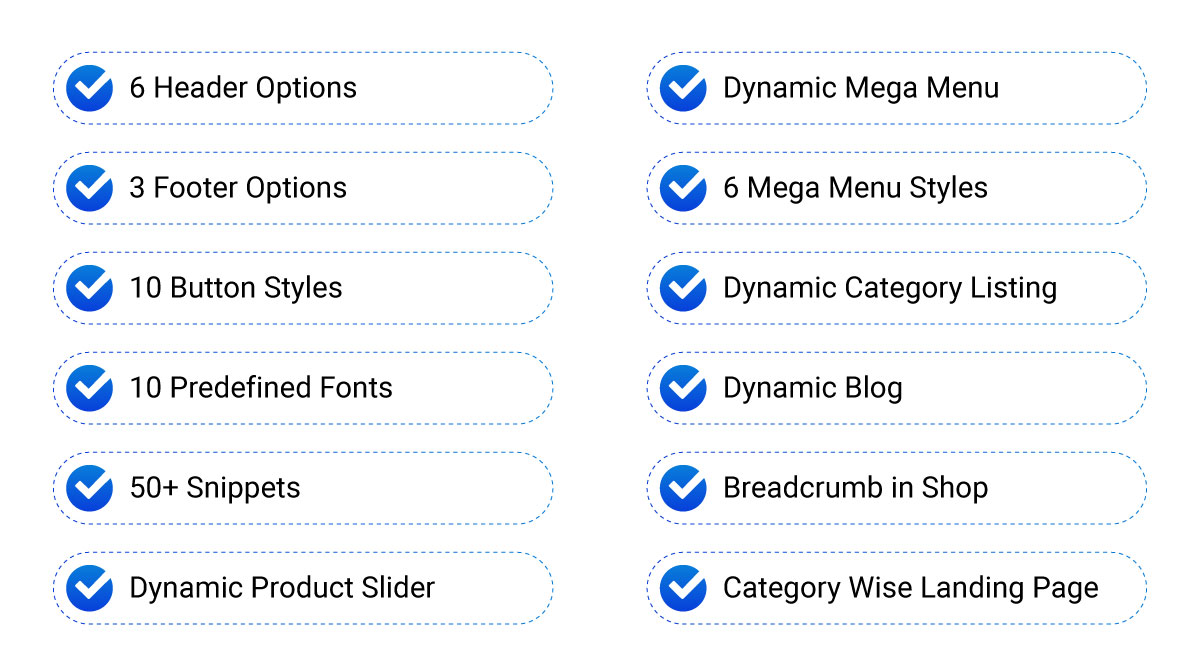 6 Header Options
3 Footer Options
10 Button Styles
10 Predefined Fonts
50+ Snippets
Dynamic Product Slider
Dynamic Mega Menu
6 Mega Menu Styles
Dynamic Category Listing
Dynamic Blog
Breadcrumb in Shop
Category Wise Landing Page